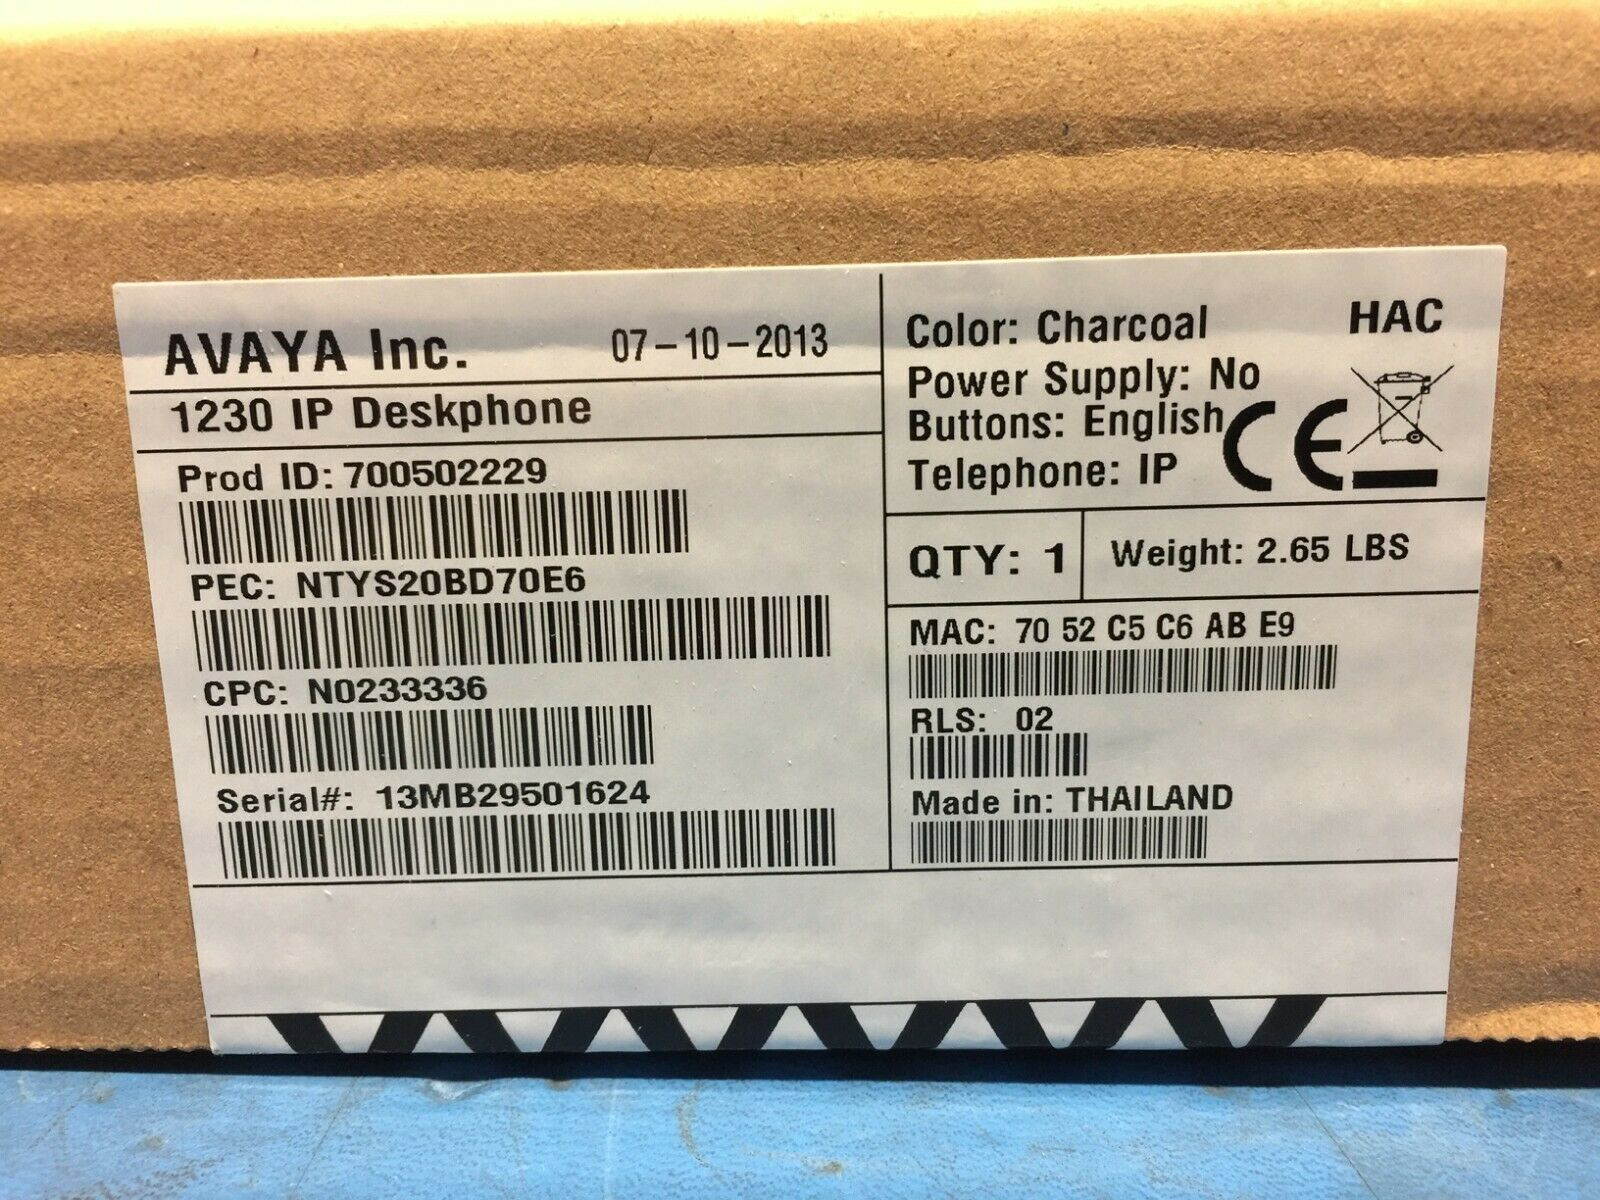 AVAYA Inc. 07-10-2013
1230 IP Deskphone
Prod ID: 700502229
PEC: NTYS20BD70E6
CPC: N0233336
Serial#: 13MB29501624
Color: Charcoal HAC
Power Supply: No
Buttons: English
Telephone: IP
CE
QTY: 1
Weight: 2.65 LBS
MAC: 70 52 C5 C6 AB E9
RLS: 02
Made in: THAILAND